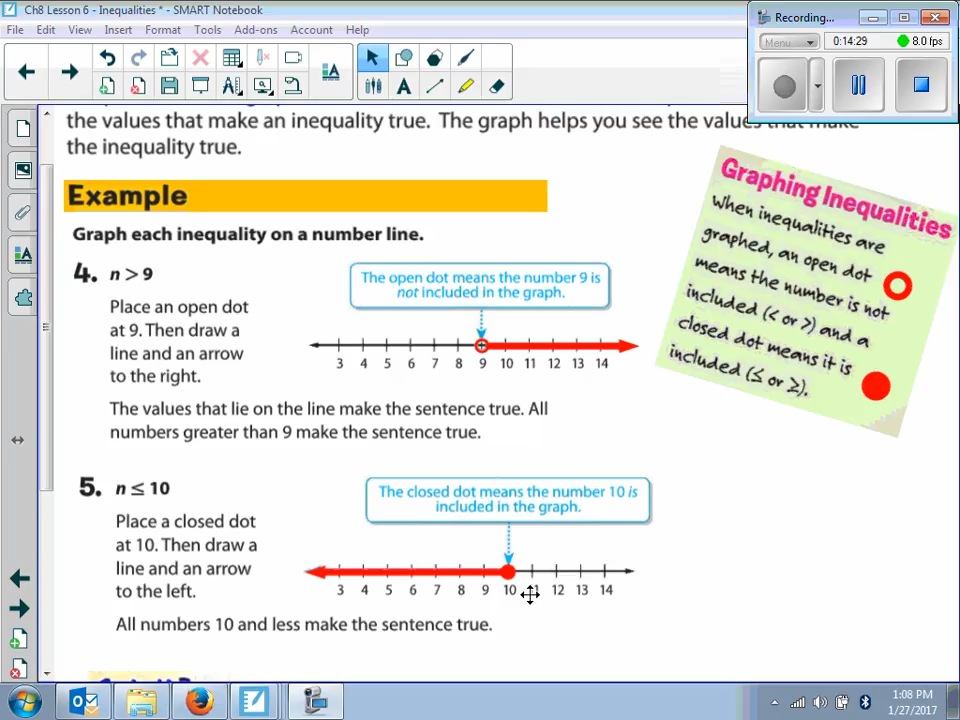 Ch8 Lesson 6 - Inequalities * - SMART Notebook
Recording...
File Edit View Insert Format Tools Add-ons Account Help
Menu
0:14:29
8.0 fps
the values that make an inequality true. The graph helps you see the values that make
the inequality true.
Example
Graph each inequality on a number line.
4. n > 9
Place an open dot
at 9. Then draw a
line and an arrow
to the right.
The open dot means the number 9 is
not included in the graph.
3 4 5 6 7 8 9 10 11 12 13 14
The values that lie on the line make the sentence true. All
numbers greater than 9 make the sentence true.
Graphing Inequalities
When inequalities are
graphed, an open dot
means the number is not
included (< or >) and a
closed dot means it is
included (≤ or ≥).
5. n ≤ 10
Place a closed dot
at 10. Then draw a
line and an arrow
to the left.
The closed dot means the number 10 is
included in the graph.
3 4 5 6 7 8 9 10 11 12 13 14
All numbers 10 and less make the sentence true.
1:08 PM
1/27/2017